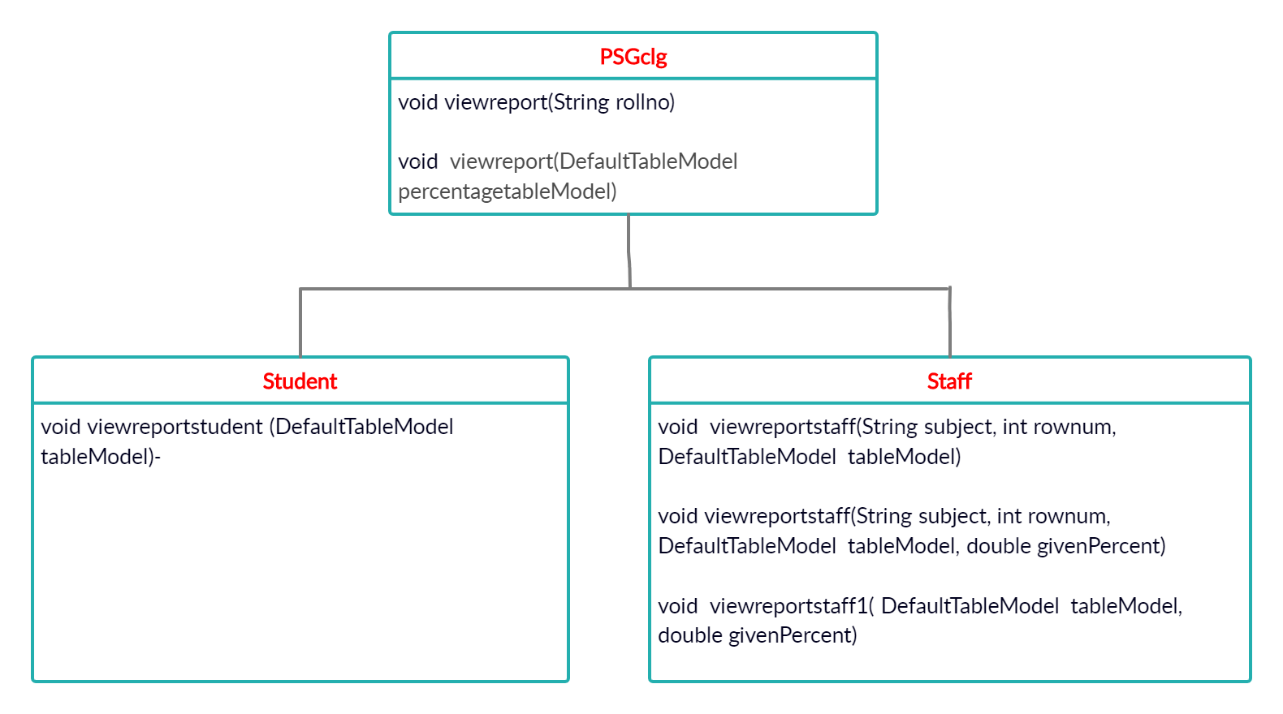 PSGclg
void viewreport(String rollno)
void  viewreport(DefaultTableModel
percentagetableModel)
Student
void viewreportstudent (DefaultTableModel
tableModel)-
Staff
void  viewreportstaff(String subject, int rownum,
DefaultTableModel  tableModel)
void viewreportstaff(String subject, int rownum,
DefaultTableModel  tableModel, double givenPercent)
void  viewreportstaff1( DefaultTableModel  tableModel,
double givenPercent)